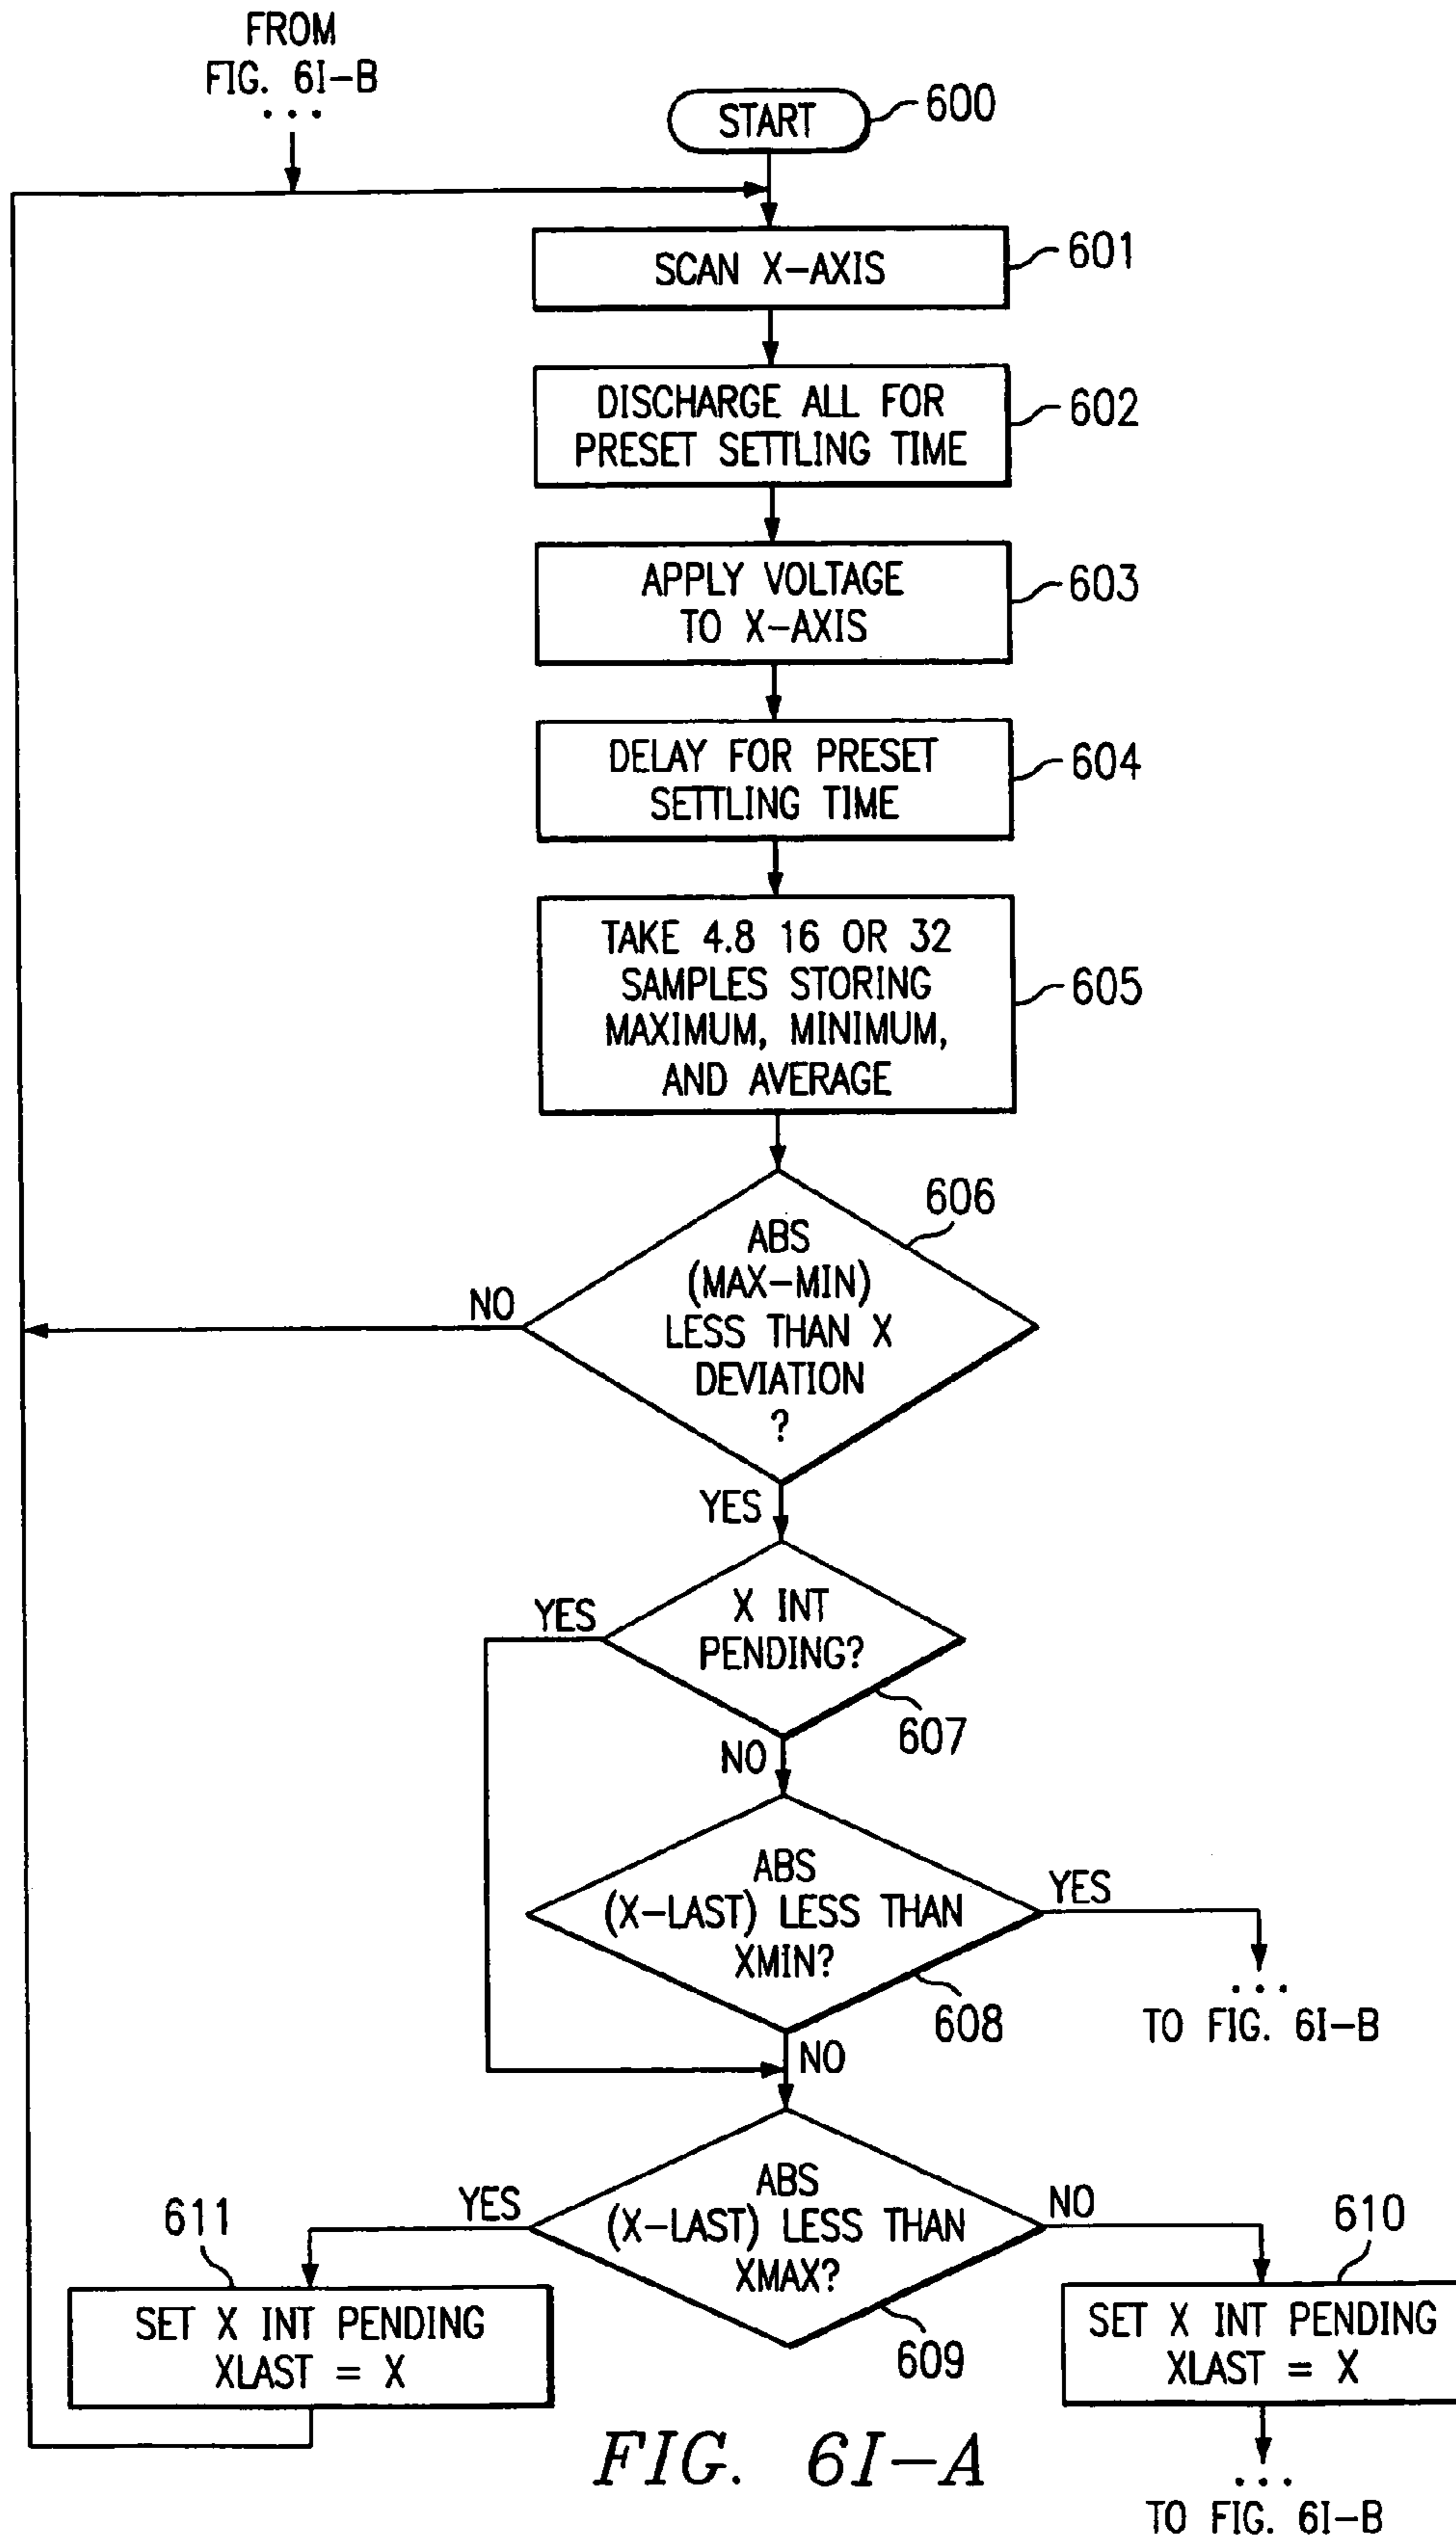 FROM
FIG. 6I-B
...
START
600
SCAN X-AXIS
601
DISCHARGE ALL FOR
PRESET SETTLING TIME
602
APPLY VOLTAGE
TO X-AXIS
603
DELAY FOR PRESET
SETTLING TIME
604
TAKE 4.8 16 OR 32
SAMPLES STORING
MAXIMUM, MINIMUM,
AND AVERAGE
605
606
ABS
(MAX-MIN)
LESS THAN X
DEVIATION
?
NO
YES
X INT
PENDING?
YES
607
NO
ABS
(X-LAST) LESS THAN
XMIN?
YES
608
...
TO FIG. 6I-B
NO
ABS
(X-LAST) LESS THAN
XMAX?
YES
NO
609
611
SET X INT PENDING
XLAST = X
610
SET X INT PENDING
XLAST = X
...
TO FIG. 6I-B
FIG. 6I-A